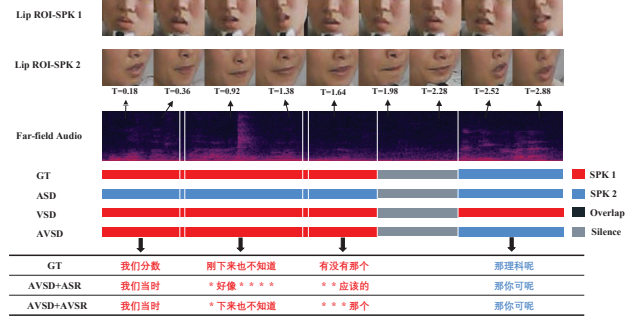 Lip ROI-SPK 1
Lip ROI-SPK 2
T=0.18 T=0.36 T=0.92 T=1.38 T=1.64 T=1.98 T=2.28 T=2.52 T=2.88
Far-field Audio
GT
ASD
VSD
AVSD
SPK 1
SPK 2
Overlap
Silence
GT 我们分数 刚下来也不知道 有没有那个 那理科呢
AVSD+ASR 我们当时 * 好像 * * * * * * 应该的 那你可呢
AVSD+AVSR 我们当时 * 下来也不知道 * * * 那个 那你可呢